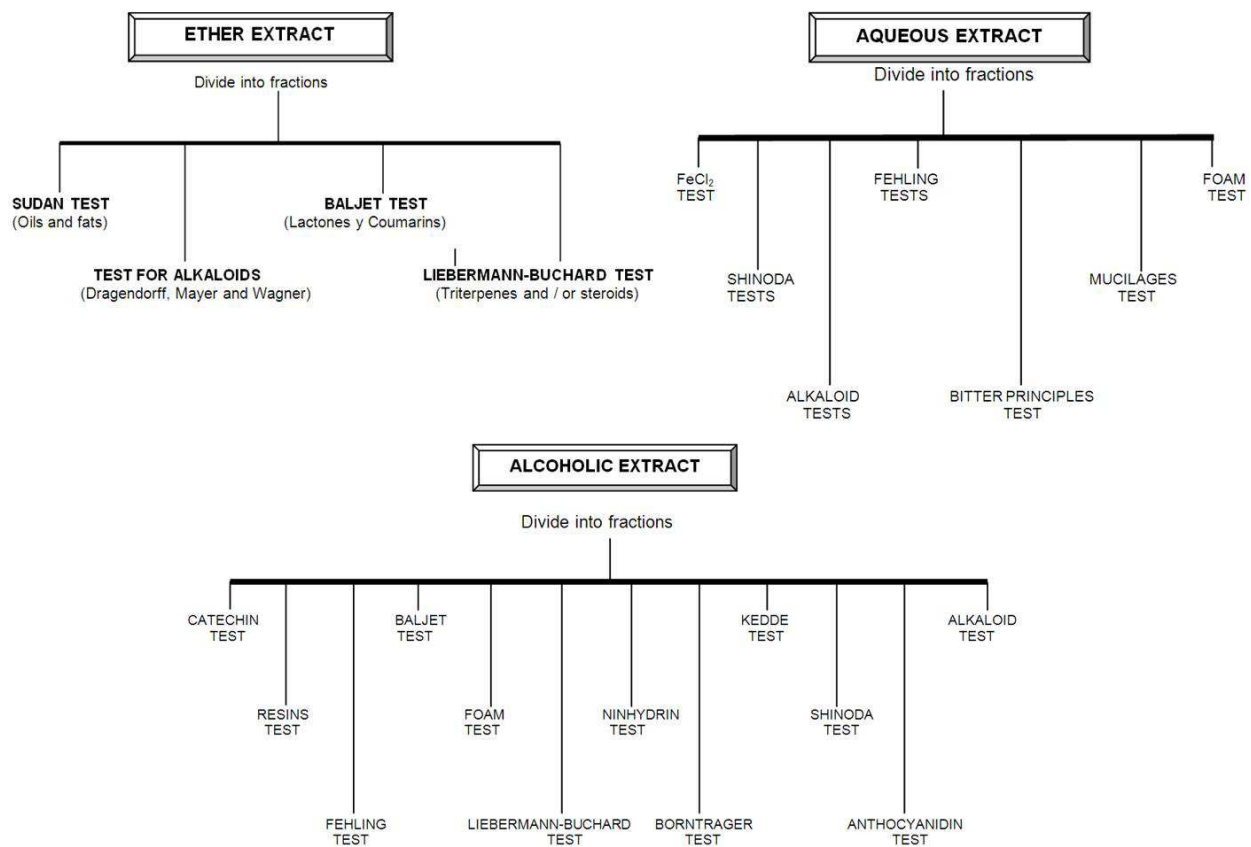 ETHER EXTRACT
Divide into fractions
SUDAN TEST
(Oils and fats)
TEST FOR ALKALOIDS
(Dragendorff, Mayer and Wagner)
BALJET TEST
(Lactones y Coumarins)
LIEBERMANN-BUCHARD TEST
(Triterpenes and / or steroids)
AQUEOUS EXTRACT
Divide into fractions
FeCl₂
TEST
SHINODA
TESTS
ALKALOID
TESTS
FEHLING
TESTS
BITTER PRINCIPLES
TEST
MUCILAGES
TEST
FOAM
TEST
ALCOHOLIC EXTRACT
Divide into fractions
CATECHIN
TEST
RESINS
TEST
FEHLING
TEST
BALJET
TEST
FOAM
TEST
LIEBERMANN-BUCHARD
TEST
NINHYDRIN
TEST
BORNTRAGER
TEST
KEDDE
TEST
SHINODA
TEST
ANTHOCYANIDIN
TEST
ALKALOID
TEST